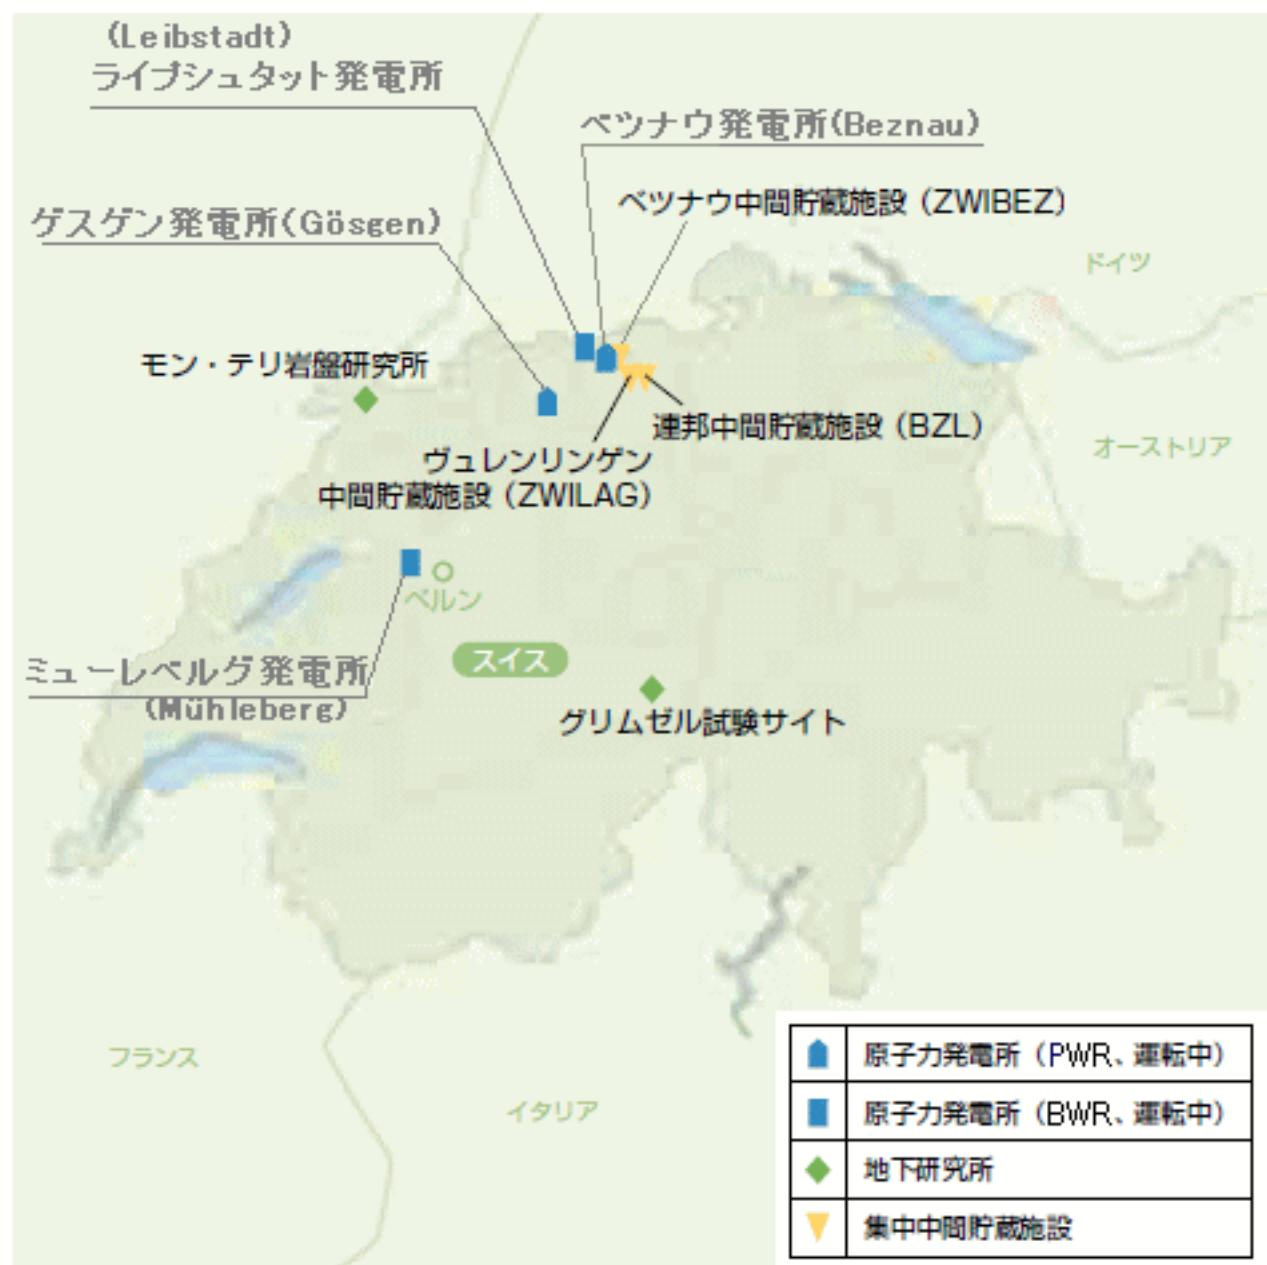 (Leibstadt)
ライブシュタット発電所
ベツナウ発電所(Beznau)
ベツナウ中間貯蔵施設（ZWIBEZ）
ゲスゲン発電所(Gösgen)
ドイツ
モン・テリ岩盤研究所
連邦中間貯蔵施設（BZL）
オーストリア
ヴュレンリンゲン
中間貯蔵施設（ZWILAG）
ベルン
スイス
ミューレベルグ発電所
(Mühleberg)
グリムゼル試験サイト
フランス
イタリア
原子力発電所（PWR、運転中）
原子力発電所（BWR、運転中）
地下研究所
集中中間貯蔵施設